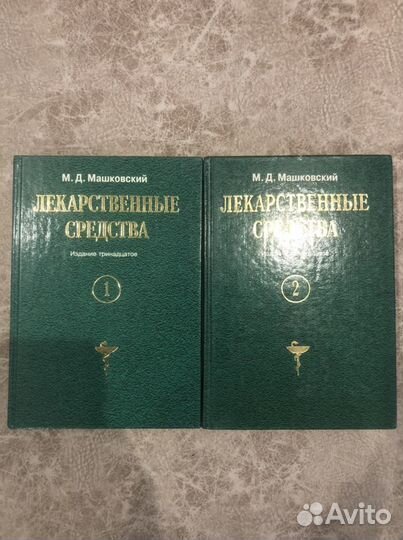 М. Д. Машковский
ЛЕКАРСТВЕННЫЕ
СРЕДСТВА
Издание тринадцатое
1
М. Д. Машковский
ЛЕКАРСТВЕННЫЕ
СРЕДСТВА
2
Avito